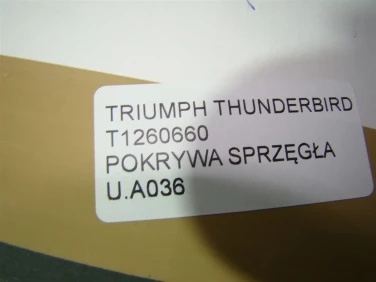 TRIUMPH THUNDERBIRD
T1260660
POKRYWA SPRZĘGŁA
U.A036